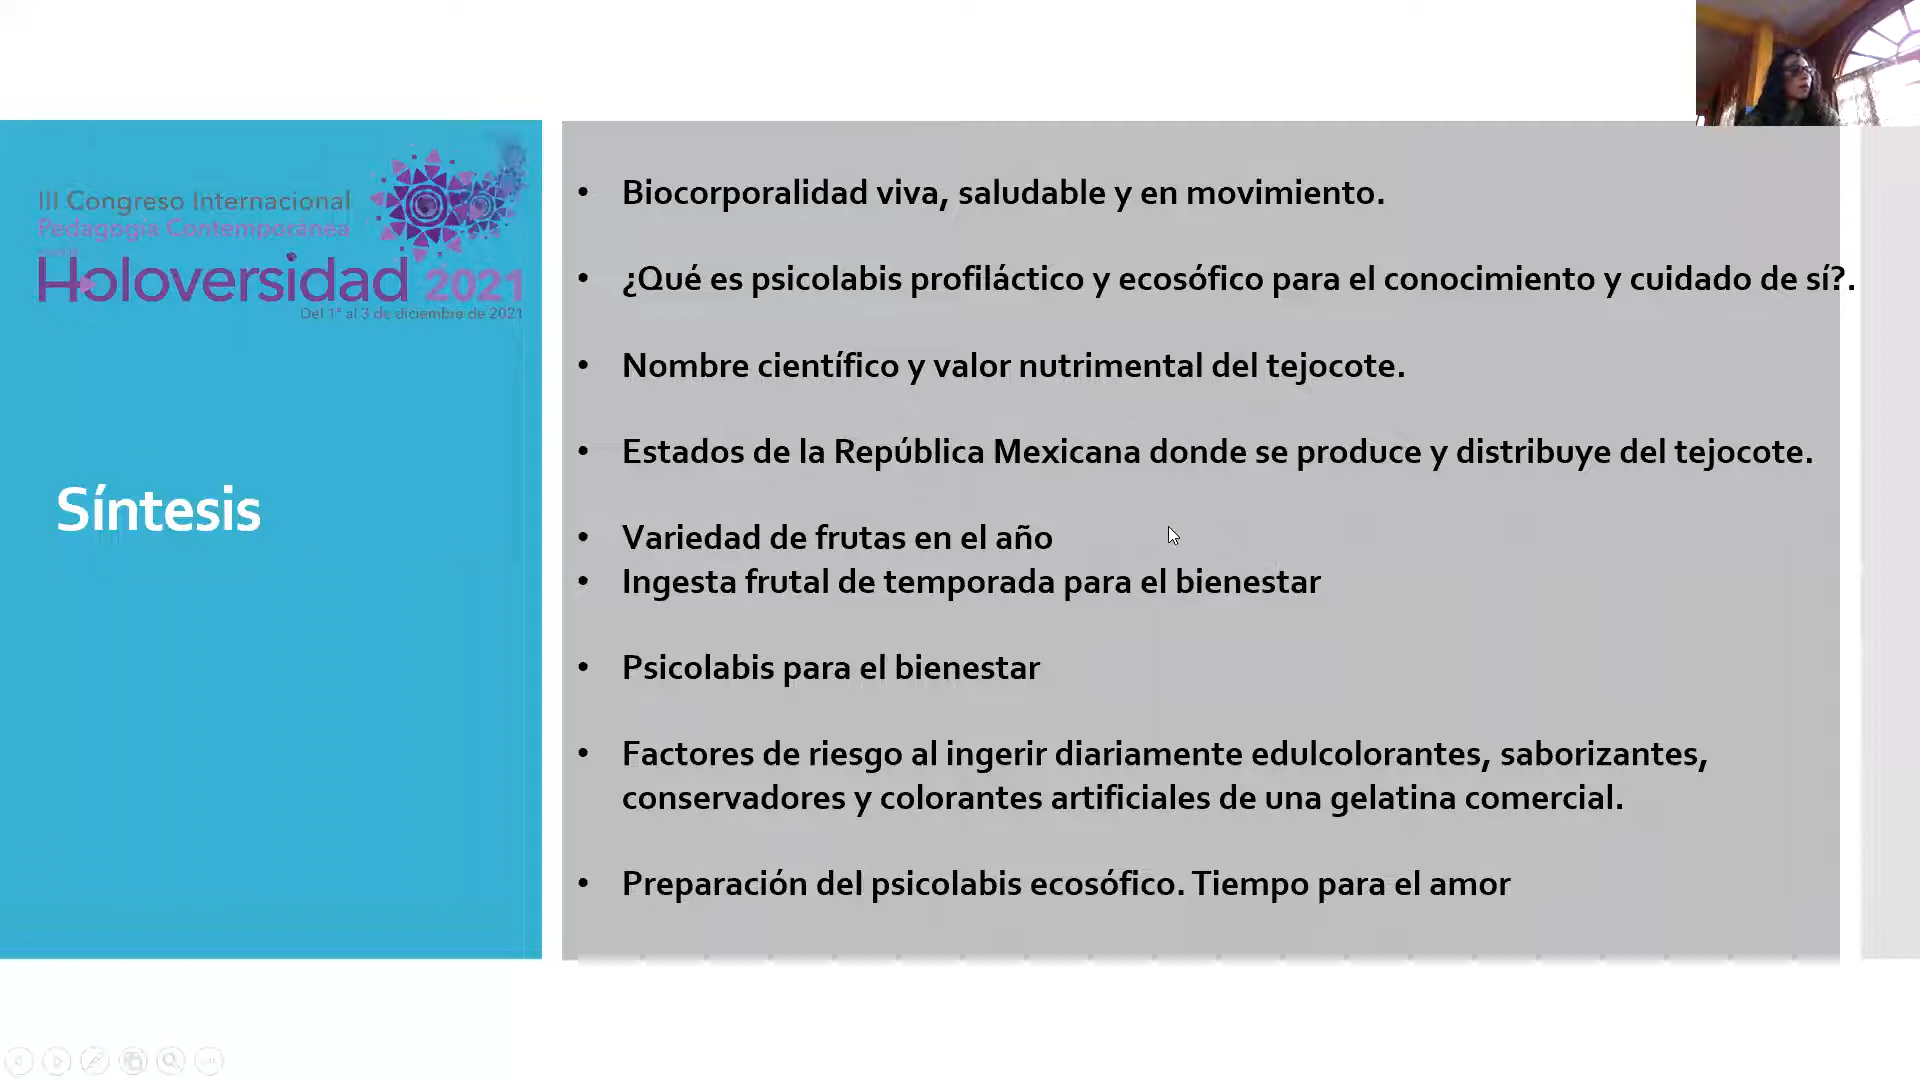 III Congreso Internacional
Pedagogía Contemporánea
Holoversidad 2021
Del 1° al 3 de diciembre de 2021
Síntesis
• Biocorporalidad viva, saludable y en movimiento.
• ¿Qué es psicolabis profiláctico y ecosófico para el conocimiento y cuidado de sí?.
• Nombre científico y valor nutrimental del tejocote.
• Estados de la República Mexicana donde se produce y distribuye del tejocote.
• Variedad de frutas en el año
• Ingesta frutal de temporada para el bienestar
• Psicolabis para el bienestar
• Factores de riesgo al ingerir diariamente edulcolorantes, saborizantes,
conservadores y colorantes artificiales de una gelatina comercial.
• Preparación del psicolabis ecosófico. Tiempo para el amor